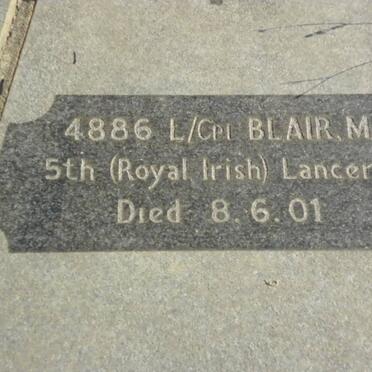 4886 L/Cpl BLAIR, M
5th (Royal Irish) Lancer
Died 8.6.01